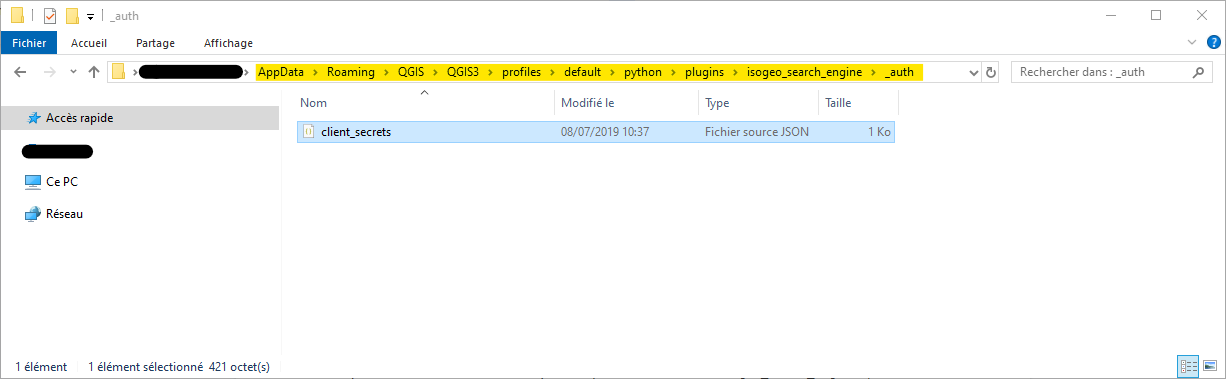 _auth
Fichier Accueil Partage Affichage
AppData Roaming QGIS QGIS3 profiles default python plugins isogeo_search_engine _auth Rechercher dans : _auth
Nom Modifié le Type Taille
Accès rapide
client_secrets 08/07/2019 10:37 Fichier source JSON 1 Ko
Ce PC
Réseau
1 élément 1 élément sélectionné 421 octet(s)